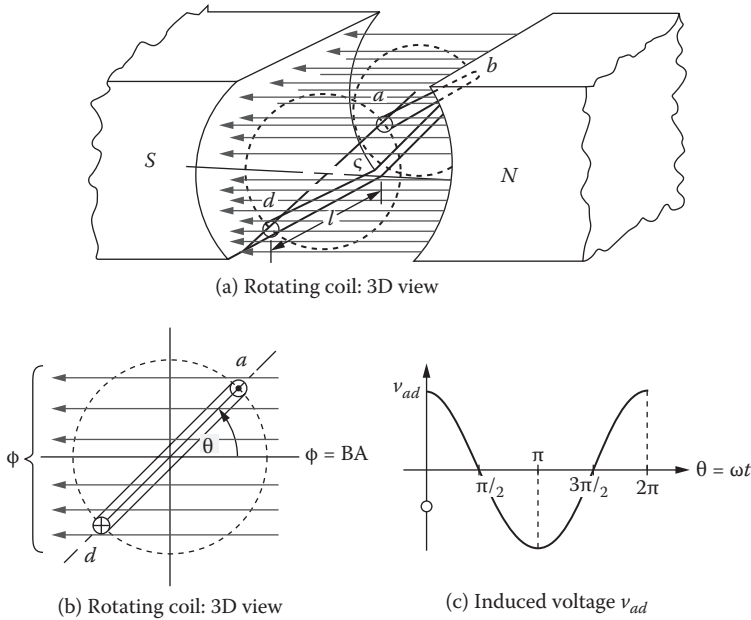 b
a
S
ς
N
d
l
(a) Rotating coil: 3D view
a
ϕ
θ
ϕ = BA
d
(b) Rotating coil: 3D view
v_ad
π
π/2
3π/2
2π
θ = ωt
(c) Induced voltage v_ad